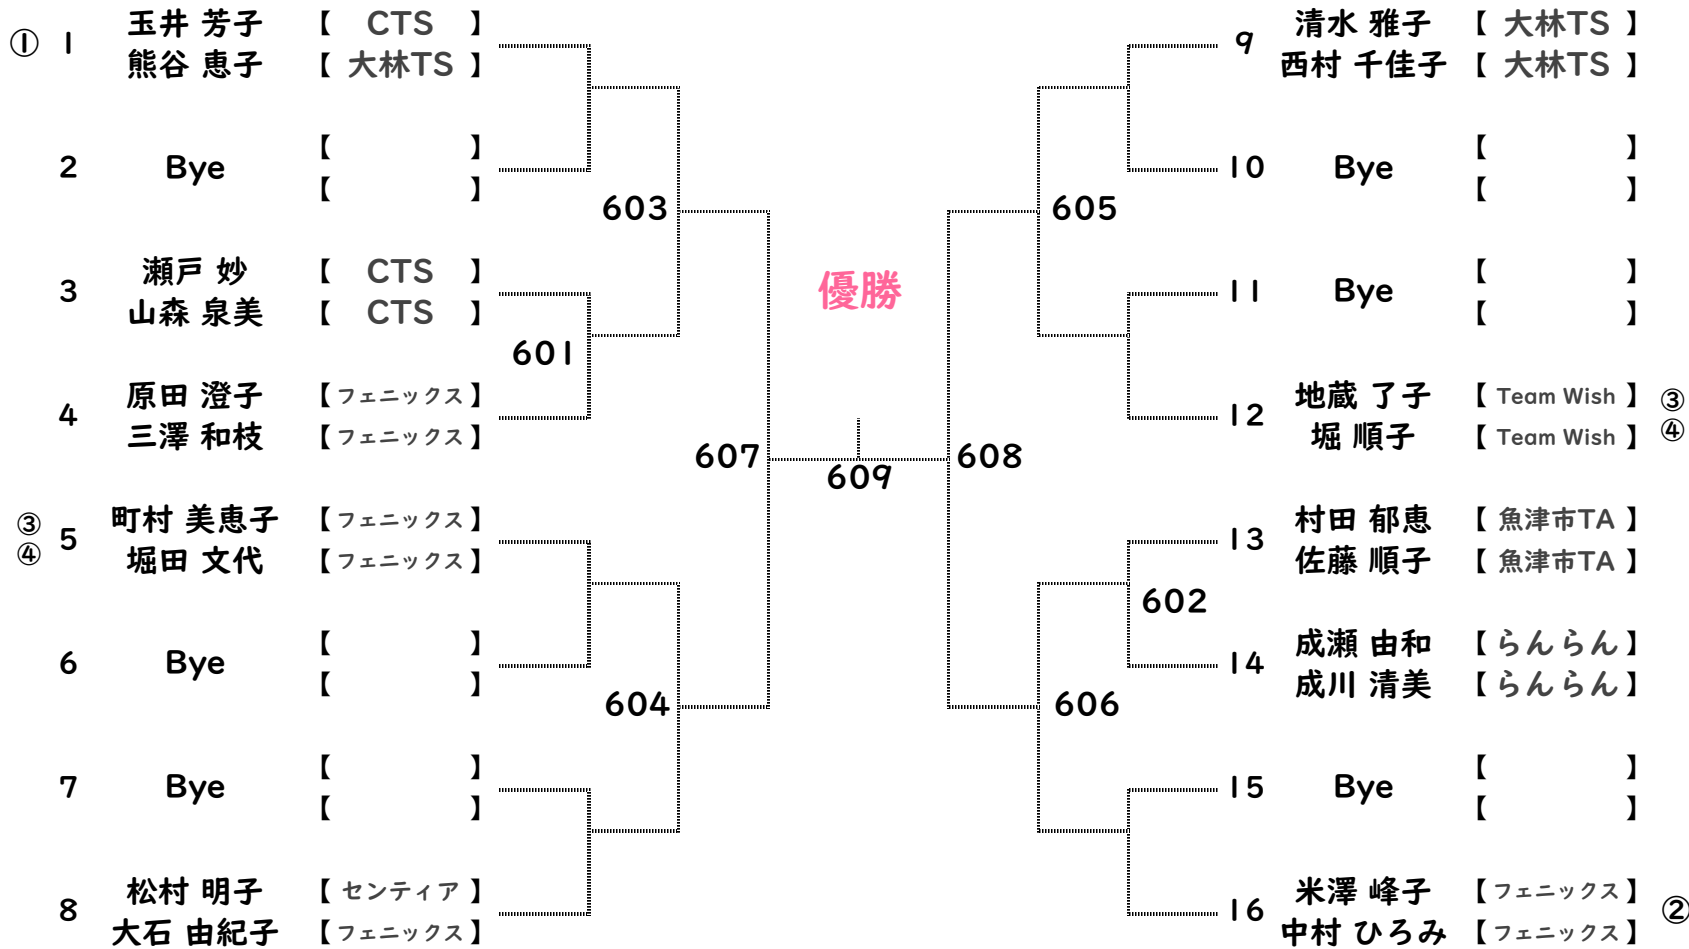 ① 1 玉井 芳子 【 CTS 】
熊谷 恵子 【 大林TS 】
2 Bye 【 】
【 】
603
3 瀬戸 妙 【 CTS 】
山森 泉美 【 CTS 】
601
4 原田 澄子 【 フェニックス 】
三澤 和枝 【 フェニックス 】
607
③ ④ 5 町村 美恵子 【 フェニックス 】
堀田 文代 【 フェニックス 】
6 Bye 【 】
【 】
604
7 Bye 【 】
【 】
8 松村 明子 【 センティア 】
大石 由紀子 【 フェニックス 】
優勝
609
9 清水 雅子 【 大林TS 】
西村 千佳子 【 大林TS 】
10 Bye 【 】
【 】
605
11 Bye 【 】
【 】
12 地蔵 了子 【 Team Wish 】 ③
堀 順子 【 Team Wish 】 ④
608
13 村田 郁恵 【 魚津市TA 】
佐藤 順子 【 魚津市TA 】
602
14 成瀬 由和 【 らんらん 】
成川 清美 【 らんらん 】
606
15 Bye 【 】
【 】
16 米澤 峰子 【 フェニックス 】 ②
中村 ひろみ 【 フェニックス 】